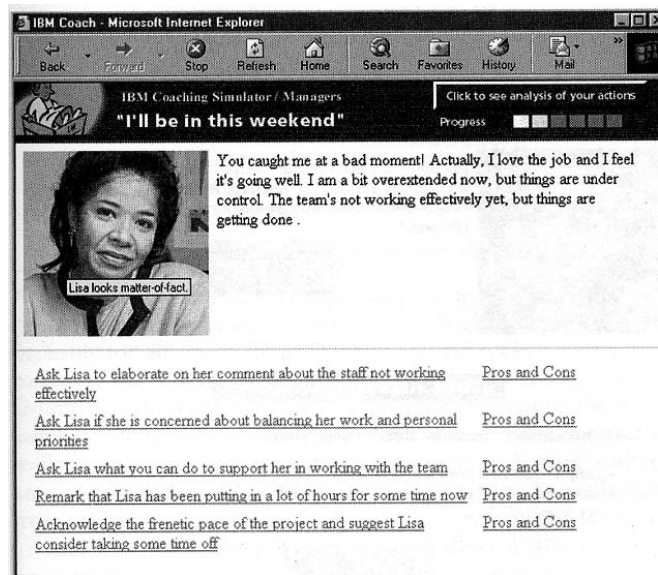 IBM Coach - Microsoft Internet Explorer
Back Forward Stop Refresh Home Search Favorites History Mail »
IBM Coaching Simulator / Managers
"I'll be in this weekend"
Click to see analysis of your actions
Progress
You caught me at a bad moment! Actually, I love the job and I feel
it's going well. I am a bit overextended now, but things are under
control. The team's not working effectively yet, but things are
getting done .
Lisa looks matter-of-fact.
Ask Lisa to elaborate on her comment about the staff not working
effectively
Pros and Cons
Ask Lisa if she is concerned about balancing her work and personal
priorities
Pros and Cons
Ask Lisa what you can do to support her in working with the team
Pros and Cons
Remark that Lisa has been putting in a lot of hours for some time now
Pros and Cons
Acknowledge the frenetic pace of the project and suggest Lisa
consider taking some time off
Pros and Cons